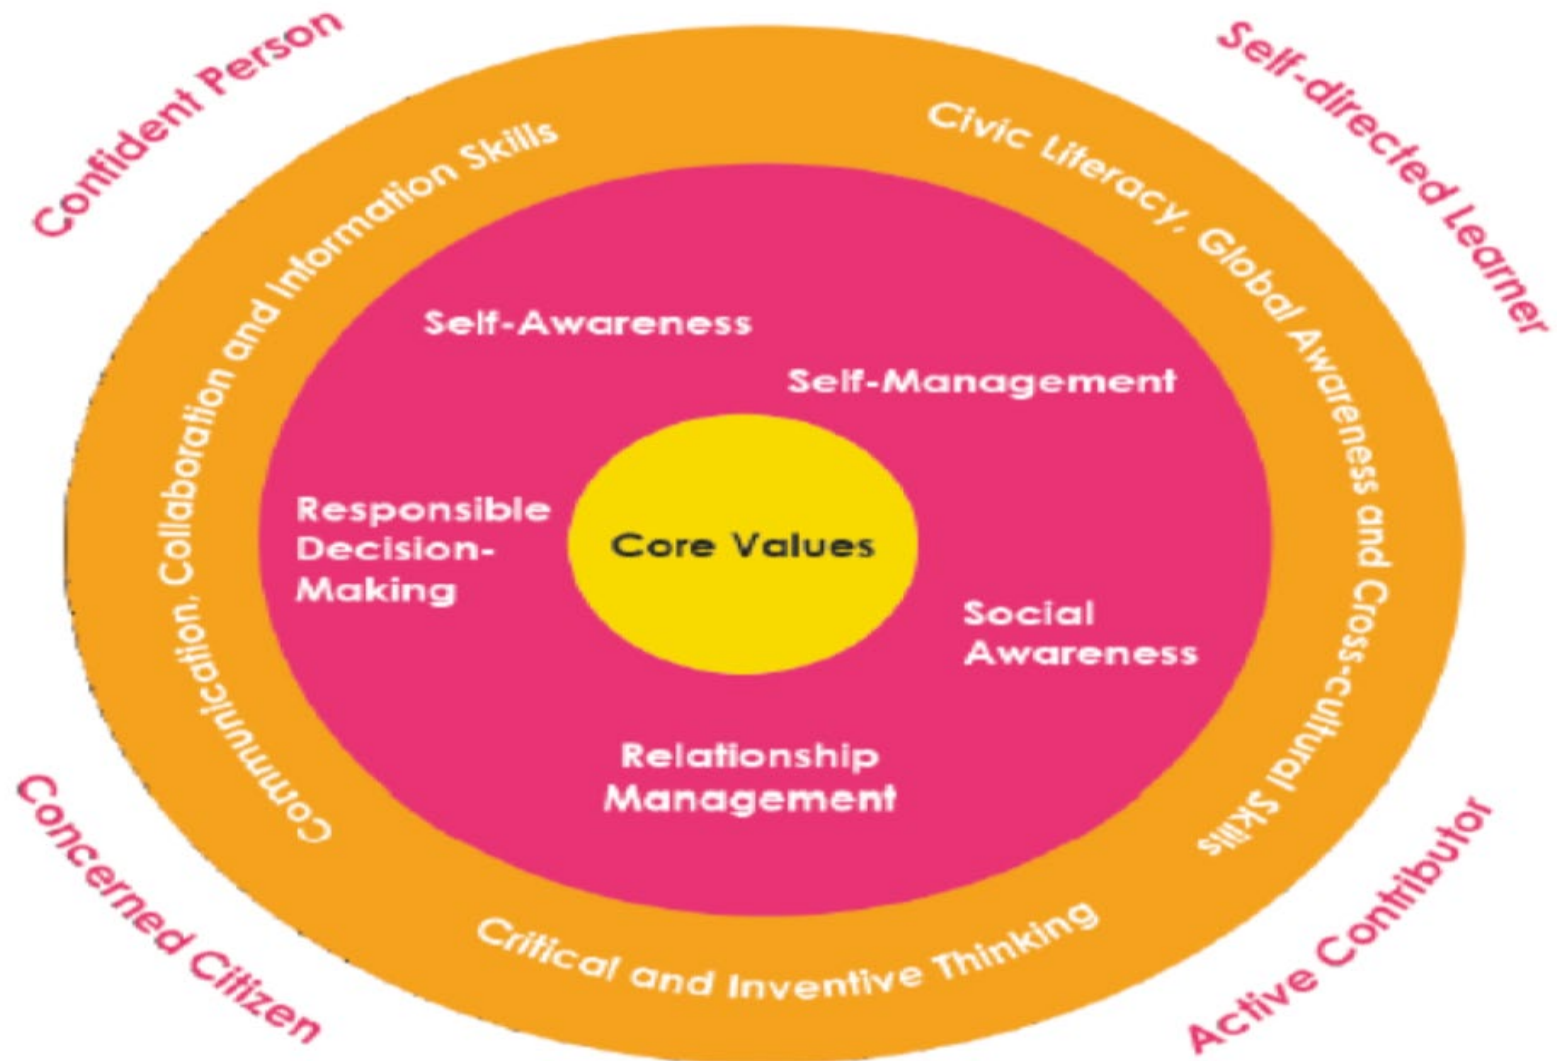 Confident Person
Self-directed Learner
Communication, Collaboration and Information Skills
Civic Literacy, Global Awareness and Cross-cultural Skills
Self-Awareness
Self-Management
Responsible
Decision-
Making
Core Values
Social
Awareness
Relationship
Management
Critical and Inventive Thinking
Concerned Citizen
Active Contributor